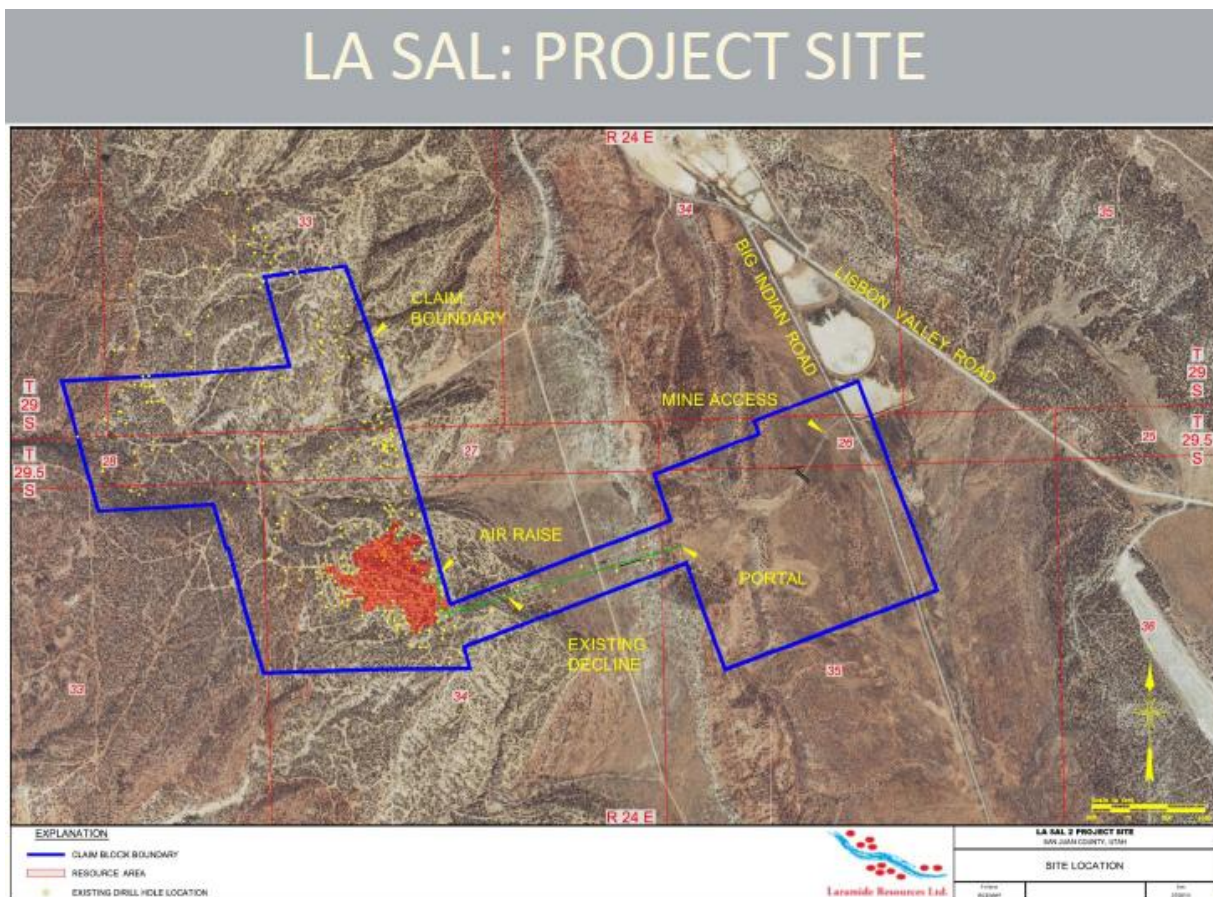 LA SAL: PROJECT SITE
R 24 E
33
34
35
CLAIM
BOUNDARY
BIG INDIAN ROAD
LISBON VALLEY ROAD
T
29
S
T
29
S
MINE ACCESS
28
27
26
25
T
29.5
S
T
29.5
S
AIR RAISE
PORTAL
EXISTING
DECLINE
33
34
35
36
R 24 E
EXPLANATION
CLAIM BLOCK BOUNDARY
RESOURCE AREA
EXISTING DRILL HOLE LOCATION
Laramide Resources Ltd.
LA SAL 2 PROJECT SITE
SAN JUAN COUNTY, UTAH
SITE LOCATION